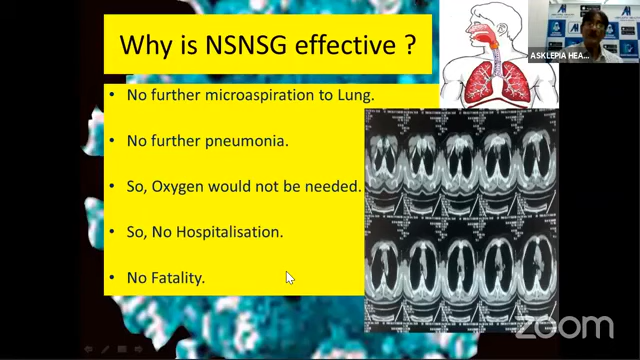 Why is NSNSG effective ?
ASKLEPIA HEA...
• No further microaspiration to Lung.
• No further pneumonia.
• So, Oxygen would not be needed.
• So, No Hospitalisation.
• No Fatality.
zoom